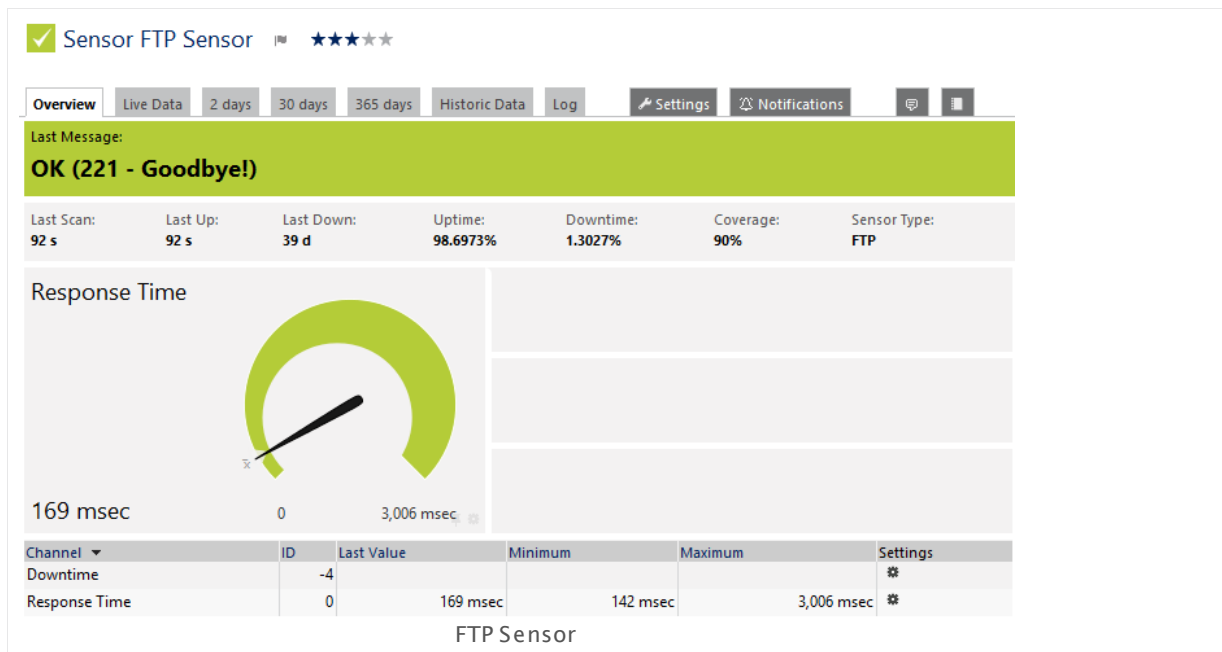 Sensor FTP Sensor
Overview Live Data 2 days 30 days 365 days Historic Data Log Settings Notifications
Last Message:
OK (221 - Goodbye!)
Last Scan: Last Up: Last Down: Uptime: Downtime: Coverage: Sensor Type:
92 s 92 s 39 d 98.6973% 1.3027% 90% FTP
Response Time
x
169 msec 0 3,006 msec
Channel ID Last Value Minimum Maximum Settings
Downtime -4
Response Time 0 169 msec 142 msec 3,006 msec
FTP Sensor